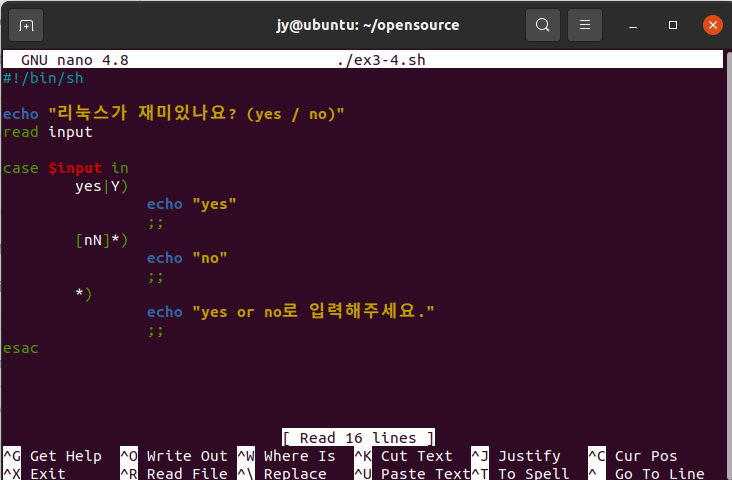 jy@ubuntu: ~/opensource
GNU nano 4.8 ./ex3-4.sh
#!/bin/sh
echo "리눅스가 재미있나요? (yes / no)"
read input
case $input in
yes|Y)
echo "yes"
;;
[nN]*)
echo "no"
;;
*)
echo "yes or no로 입력해주세요."
;;
esac
[ Read 16 lines ]
^G Get Help ^O Write Out ^W Where Is ^K Cut Text ^J Justify ^C Cur Pos
^X Exit ^R Read File ^\ Replace ^U Paste Text ^T To Spell ^_ Go To Line